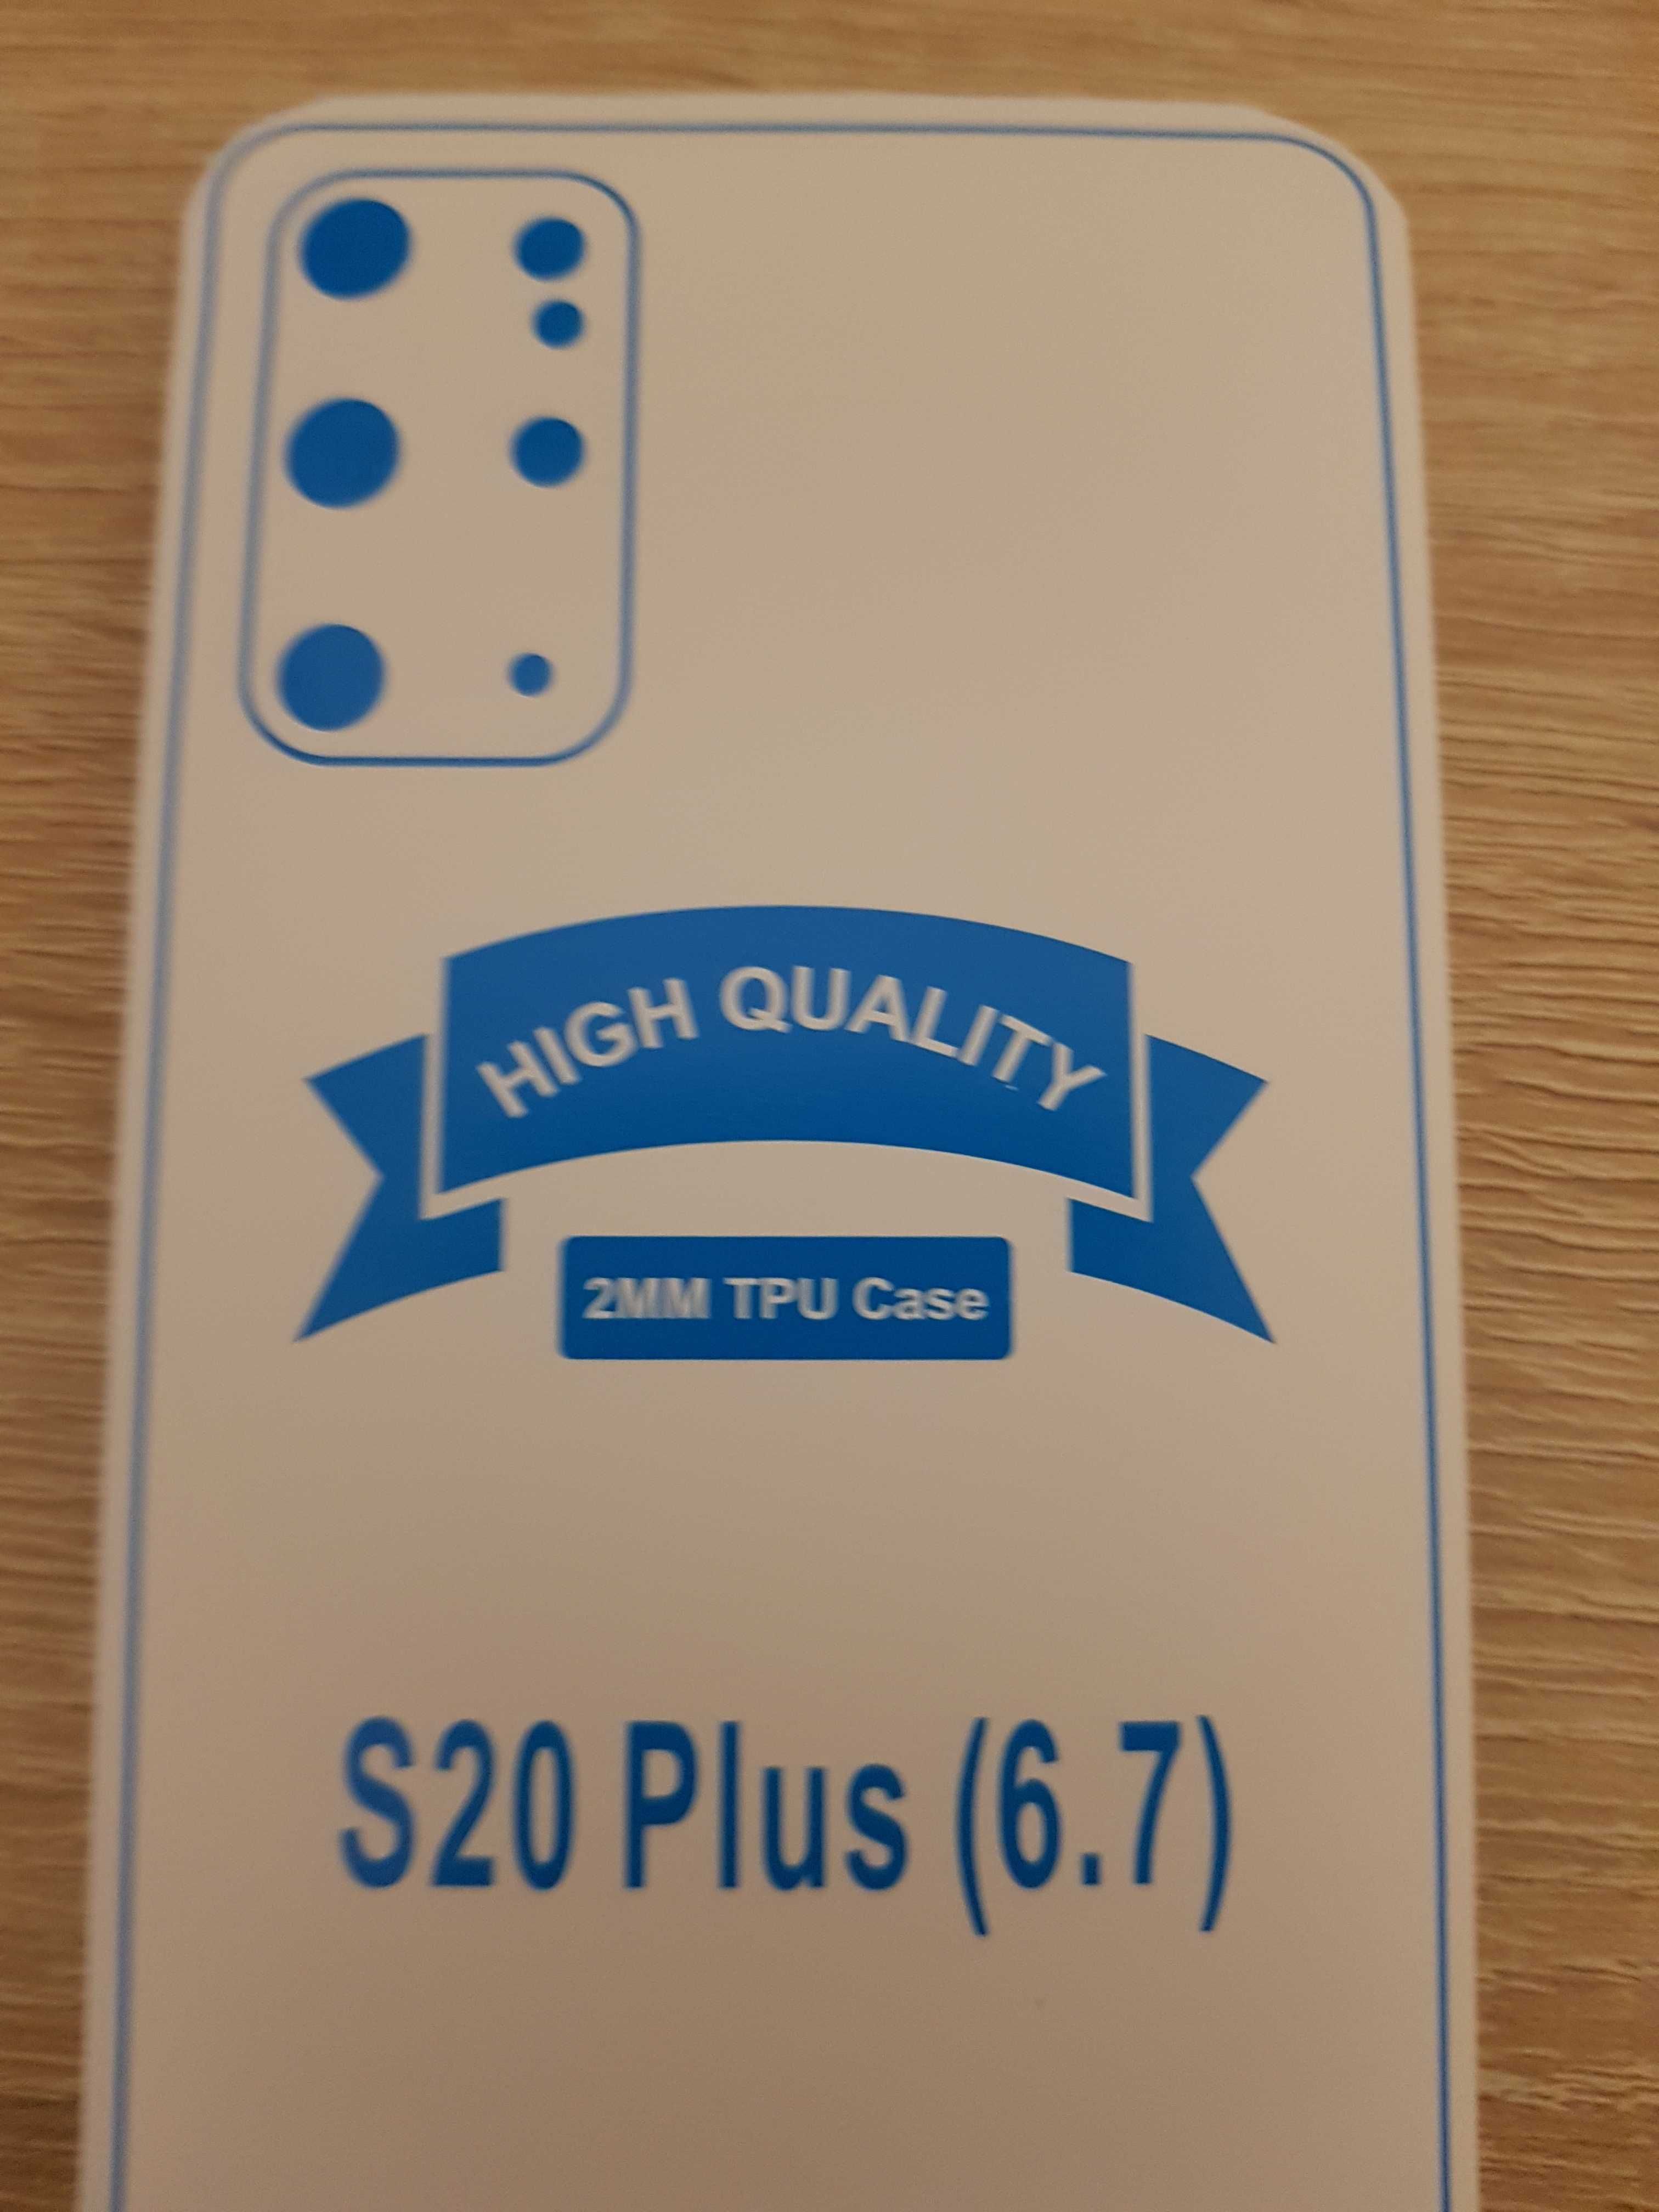 HIGH QUALITY
2MM TPU Case
S20 Plus (6.7)